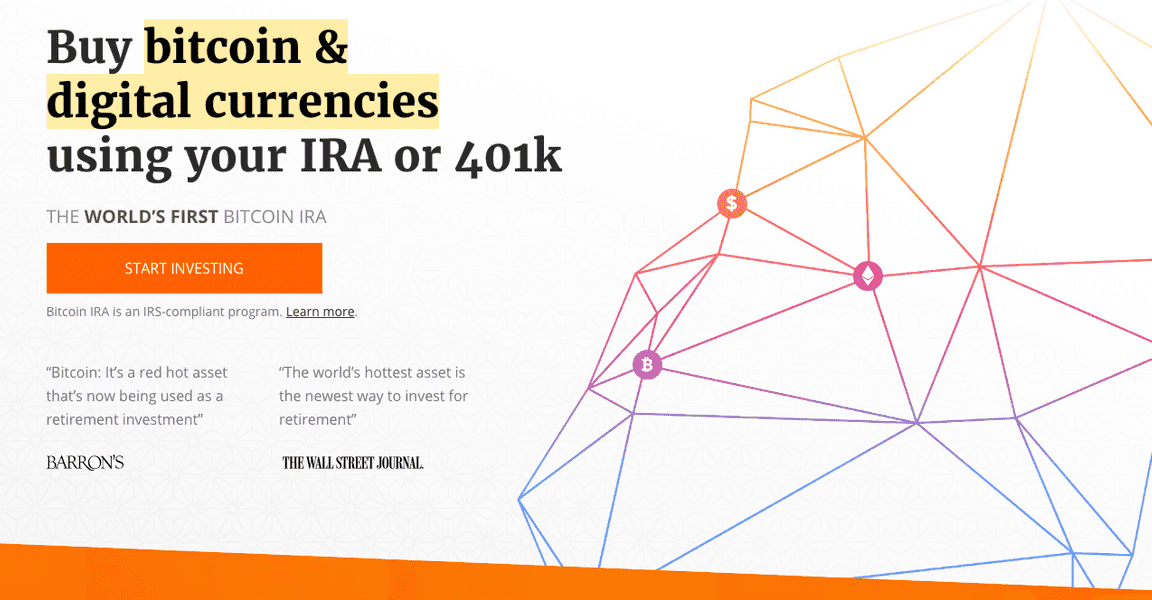 Buy bitcoin &
digital currencies
using your IRA or 401k
THE WORLD’S FIRST BITCOIN IRA
START INVESTING
Bitcoin IRA is an IRS-compliant program. Learn more.
“Bitcoin: It’s a red hot asset
that’s now being used as a
retirement investment”
BARRON'S
“The world’s hottest asset is
the newest way to invest for
retirement”
THE WALL STREET JOURNAL.
$